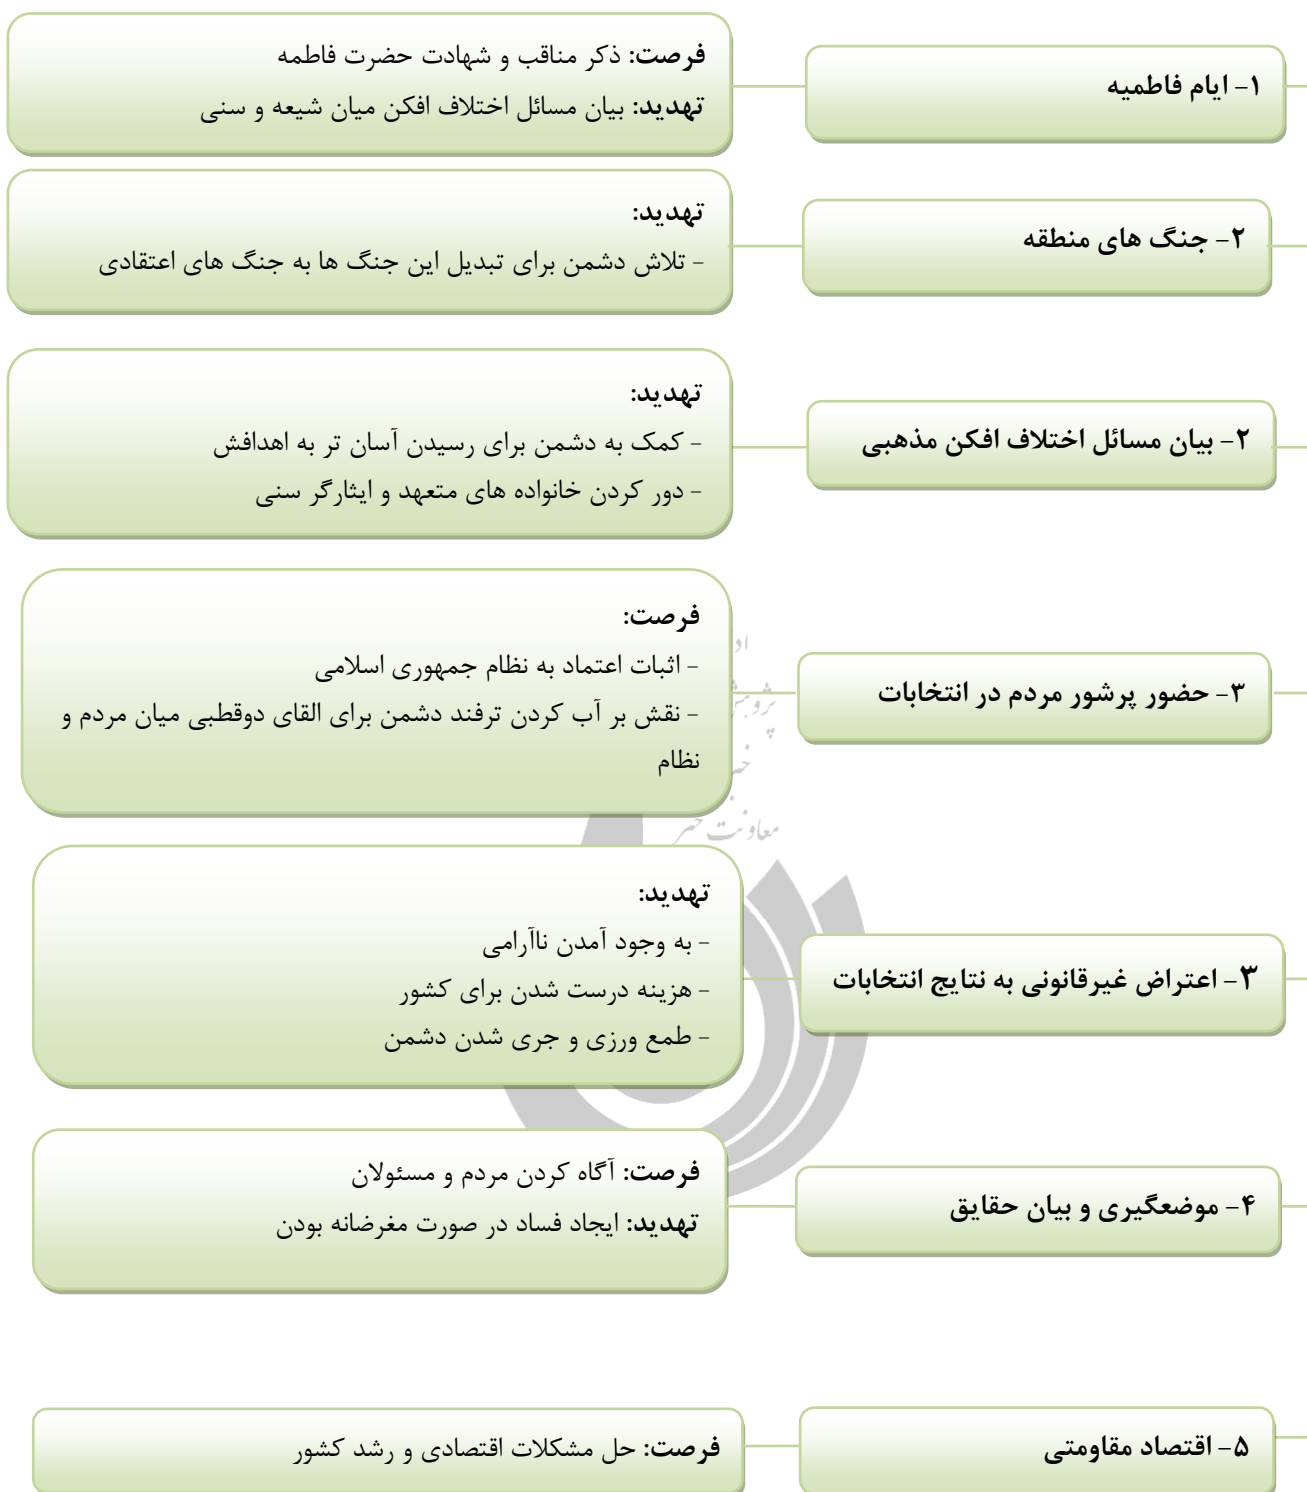 ۱- ایام فاطمیه
فرصت: ذکر مناقب و شهادت حضرت فاطمه
تهدید: بیان مسائل اختلاف افکن میان شیعه و سنی
۲- جنگ های منطقه
تهدید:
- تلاش دشمن برای تبدیل این جنگ ها به جنگ های اعتقادی
۲- بیان مسائل اختلاف افکن مذهبی
تهدید:
- کمک به دشمن برای رسیدن آسان تر به اهدافش
- دور کردن خانواده های متعهد و ایثارگر سنی
۳- حضور پرشور مردم در انتخابات
فرصت:
- اثبات اعتماد به نظام جمهوری اسلامی
- نقش بر آب کردن ترفند دشمن برای القای دوقطبی میان مردم و
نظام
معاونت خبر
۳- اعتراض غیرقانونی به نتایج انتخابات
تهدید:
- به وجود آمدن ناآرامی
- هزینه درست شدن برای کشور
- طمع ورزی و جری شدن دشمن
۴- موضعگیری و بیان حقایق
فرصت: آگاه کردن مردم و مسئولان
تهدید: ایجاد فساد در صورت مغرضانه بودن
۵- اقتصاد مقاومتی
فرصت: حل مشکلات اقتصادی و رشد کشور